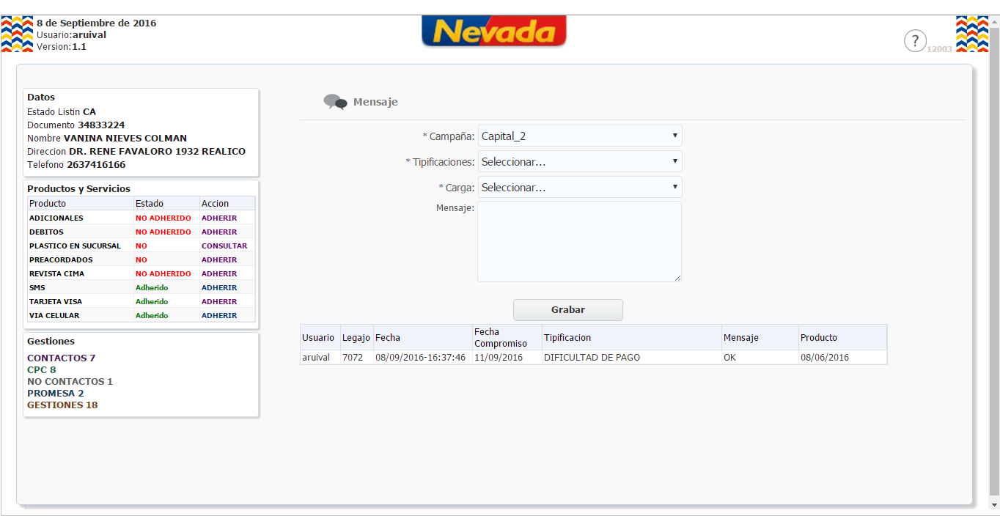 8 de Septiembre de 2016
Usuario:aruival
Version:1.1
Nevada
?
12003
Datos
Estado Listin CA
Documento 34833224
Nombre VANINA NIEVES COLMAN
Direccion DR. RENE FAVALORO 1932 REALICO
Telefono 2637416166
Productos y Servicios
Producto Estado Accion
ADICIONALES NO ADHERIDO ADHERIR
DEBITOS NO ADHERIDO ADHERIR
PLASTICO EN SUCURSAL NO CONSULTAR
PREACORDADOS NO ADHERIR
REVISTA CIMA NO ADHERIDO ADHERIR
SMS Adherido ADHERIR
TARJETA VISA Adherido ADHERIR
VIA CELULAR Adherido ADHERIR
Gestiones
CONTACTOS 7
CPC 8
NO CONTACTOS 1
PROMESA 2
GESTIONES 18
Mensaje
* Campaña: Capital_2
* Tipificaciones: Seleccionar...
* Carga: Seleccionar...
Mensaje:
Grabar
Usuario Legajo Fecha Fecha Compromiso Tipificacion Mensaje Producto
aruival 7072 08/09/2016-16:37:46 11/09/2016 DIFICULTAD DE PAGO OK 08/06/2016